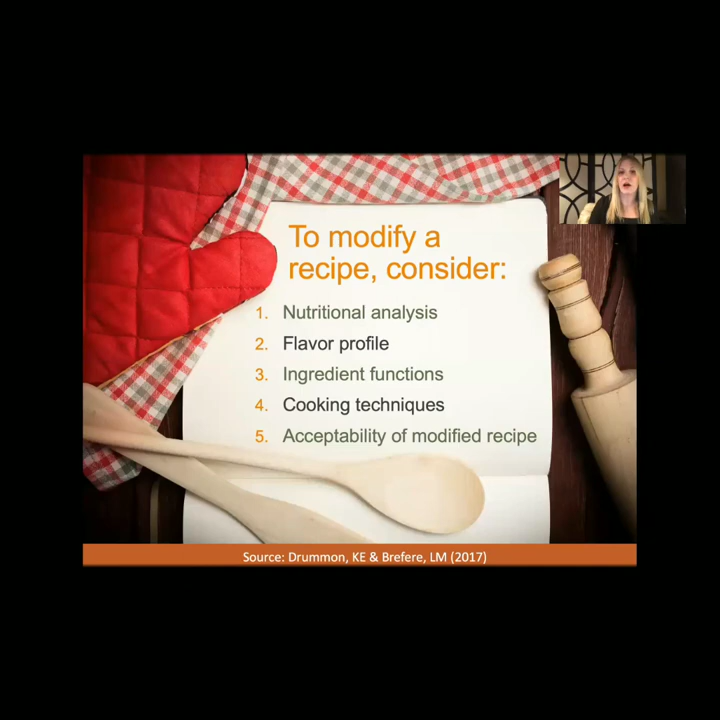 To modify a
recipe, consider:
1. Nutritional analysis
2. Flavor profile
3. Ingredient functions
4. Cooking techniques
5. Acceptability of modified recipe
Source: Drummon, KE & Brefere, LM (2017)